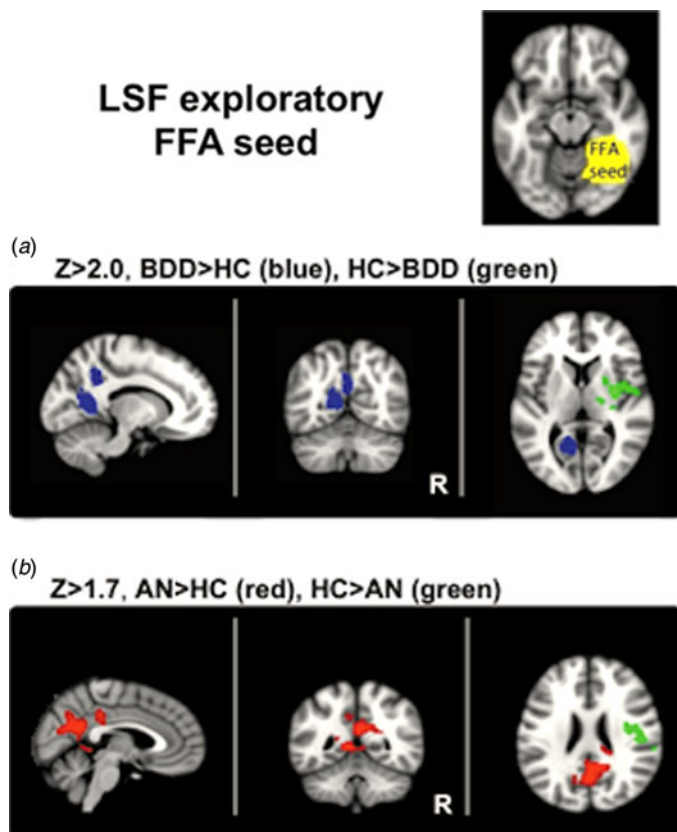 LSF exploratory
FFA seed
FFA
seed
(a)
Z>2.0, BDD>HC (blue), HC>BDD (green)
R
(b)
Z>1.7, AN>HC (red), HC>AN (green)
R